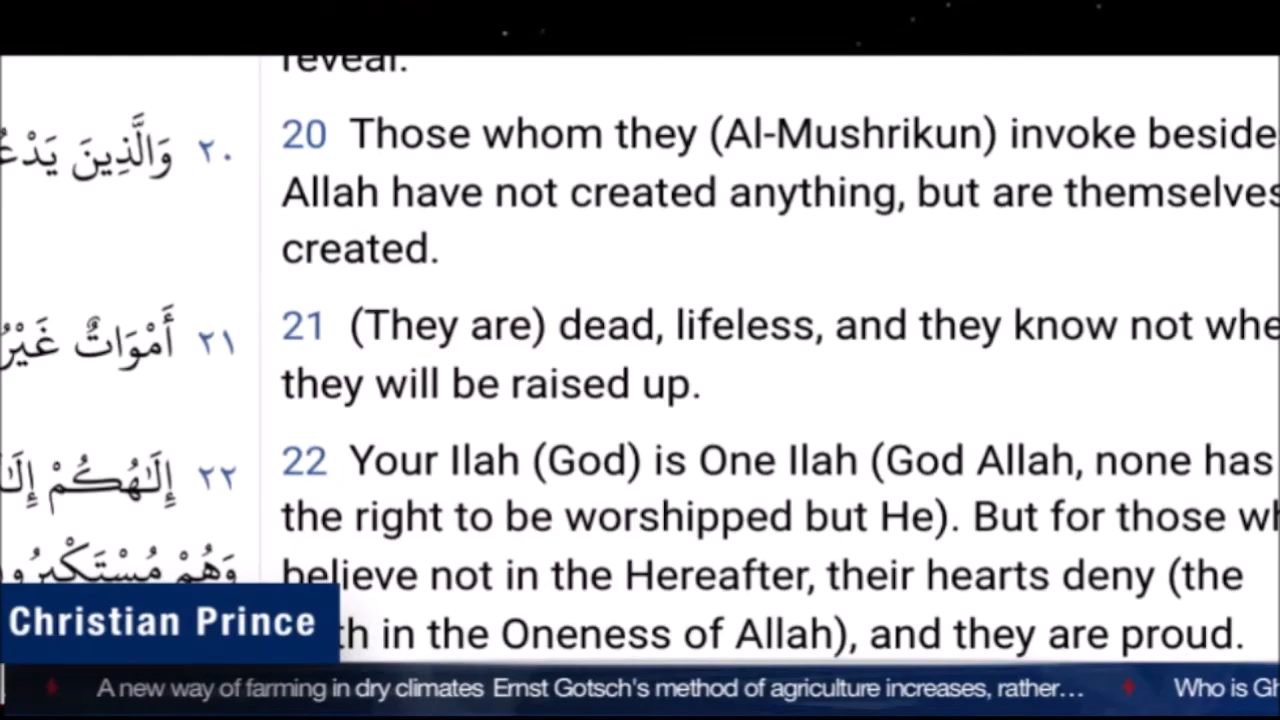 reveal.
٢٠ وَالَّذِينَ
20 Those whom they (Al-Mushrikun) invoke beside
Allah have not created anything, but are themselves
created.
٢١ أَمْوَاتٌ غَيْرُ
21 (They are) dead, lifeless, and they know not
they will be raised up.
٢٢ إِلَٰهُكُمْ
22 Your Ilah (God) is One Ilah (God Allah, none has
the right to be worshipped but He). But for those
وَهُمْ
believe not in the Hereafter, their hearts deny (the
in the Oneness of Allah), and they are proud.
Christian Prince
A new way of farming in dry climates Ernst Gotsch's method of agriculture increases, rather... Who is